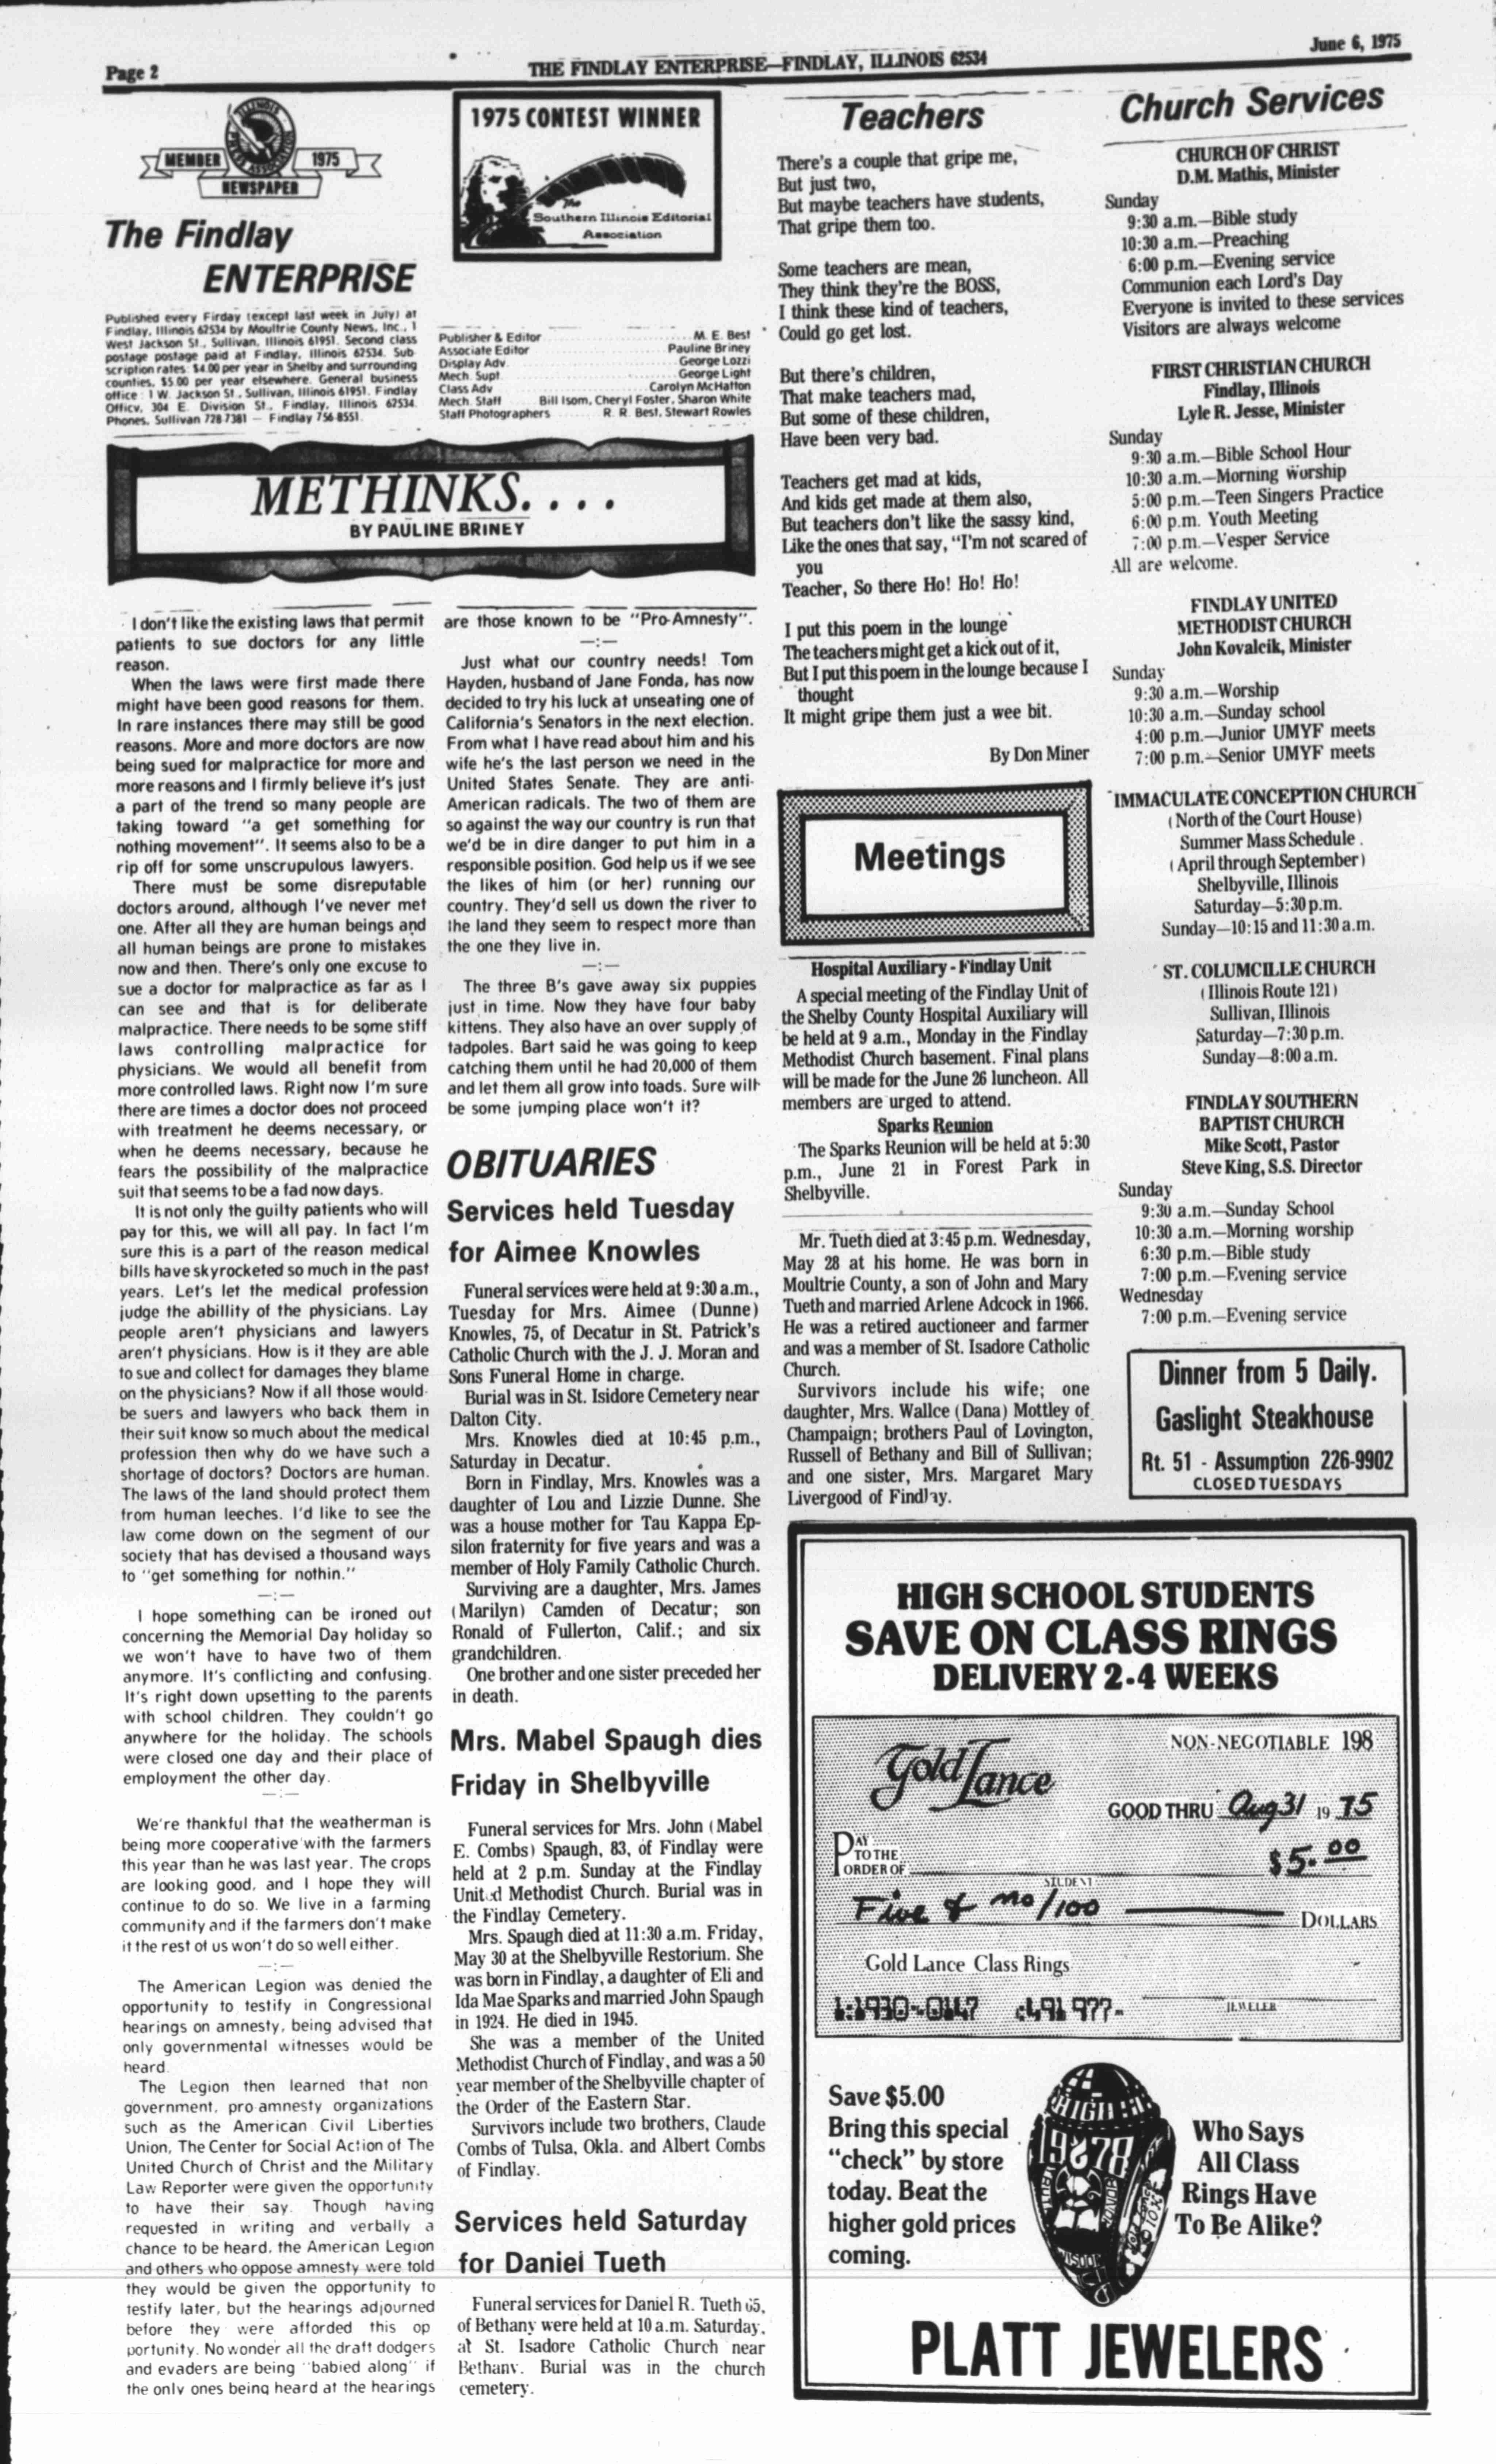 Page 2
THE FINDLAY ENTERPRISE—FINDLAY, ILLINOIS 62534
June 6, 1975
MEMBER
1975
NEWSPAPER
The Findlay
ENTERPRISE
Published every Firday (except last week in July) at
Findlay, Illinois 62534 by Moultrie County News, Inc., 1
West Jackson St., Sullivan, Illinois 61951. Second class
postage postage paid at Findlay, Illinois 62534. Sub
scription rates: $4.00 per year in Shelby and surrounding
counties, $5.00 per year elsewhere. General business
office: 1 W. Jackson St., Sullivan, Illinois 61951. Findlay
Officv, 304 E. Division St., Findlay, Illinois 62534.
Phones, Sullivan 728-7381 — Findlay 756-8551.
1975 CONTEST WINNER
The
Southern Illinois Editorial
Association
Publisher & Editor M. E. Best
Associate Editor Pauline Briney
Display Adv. George Lozzi
Mech. Supt. George Light
Class Adv Carolyn McHatton
Mech. Staff Bill Isom, Cheryl Foster, Sharon White
Staff Photographers R. R. Best, Stewart Rowles
METHINKS. . . .
BY PAULINE BRINEY
I don't like the existing laws that permit
patients to sue doctors for any little
reason.
When the laws were first made there
might have been good reasons for them.
In rare instances there may still be good
reasons. More and more doctors are now
being sued for malpractice for more and
more reasons and I firmly believe it's just
a part of the trend so many people are
taking toward "a get something for
nothing movement". It seems also to be a
rip off for some unscrupulous lawyers.
There must be some disreputable
doctors around, although I've never met
one. After all they are human beings and
all human beings are prone to mistakes
now and then. There's only one excuse to
sue a doctor for malpractice as far as I
can see and that is for deliberate
malpractice. There needs to be some stiff
laws controlling malpractice for
physicians. We would all benefit from
more controlled laws. Right now I'm sure
there are times a doctor does not proceed
with treatment he deems necessary, or
when he deems necessary, because he
fears the possibility of the malpractice
suit that seems to be a fad now days.
It is not only the guilty patients who will
pay for this, we will all pay. In fact I'm
sure this is a part of the reason medical
bills have skyrocketed so much in the past
years. Let's let the medical profession
judge the abillity of the physicians. Lay
people aren't physicians and lawyers
aren't physicians. How is it they are able
to sue and collect for damages they blame
on the physicians? Now if all those would
be suers and lawyers who back them in
their suit know so much about the medical
profession then why do we have such a
shortage of doctors? Doctors are human.
The laws of the land should protect them
from human leeches. I'd like to see the
law come down on the segment of our
society that has devised a thousand ways
to "get something for nothin."
—:—
I hope something can be ironed out
concerning the Memorial Day holiday so
we won't have to have two of them
anymore. It's conflicting and confusing.
It's right down upsetting to the parents
with school children. They couldn't go
anywhere for the holiday. The schools
were closed one day and their place of
employment the other day.
—:—
We're thankful that the weatherman is
being more cooperative with the farmers
this year than he was last year. The crops
are looking good, and I hope they will
continue to do so. We live in a farming
community and if the farmers don't make
it the rest of us won't do so well either.
—:—
The American Legion was denied the
opportunity to testify in Congressional
hearings on amnesty, being advised that
only governmental witnesses would be
heard.
The Legion then learned that non
government, pro-amnesty organizations
such as the American Civil Liberties
Union, The Center for Social Action of The
United Church of Christ and the Military
Law Reporter were given the opportunity
to have their say. Though having
requested in writing and verbally a
chance to be heard, the American Legion
and others who oppose amnesty were told
they would be given the opportunity to
testify later, but the hearings adjourned
before they were afforded this op
portunity. No wonder all the draft dodgers
and evaders are being "babied along" if
the only ones being heard at the hearings
are those known to be "Pro-Amnesty".
—:—
Just what our country needs! Tom
Hayden, husband of Jane Fonda, has now
decided to try his luck at unseating one of
California's Senators in the next election.
From what I have read about him and his
wife he's the last person we need in the
United States Senate. They are anti-
American radicals. The two of them are
so against the way our country is run that
we'd be in dire danger to put him in a
responsible position. God help us if we see
the likes of him (or her) running our
country. They'd sell us down the river to
the land they seem to respect more than
the one they live in.
—:—
The three B's gave away six puppies
just in time. Now they have four baby
kittens. They also have an over supply of
tadpoles. Bart said he was going to keep
catching them until he had 20,000 of them
and let them all grow into toads. Sure will
be some jumping place won't it?
OBITUARIES
Services held Tuesday
for Aimee Knowles
Funeral services were held at 9:30 a.m.,
Tuesday for Mrs. Aimee (Dunne)
Knowles, 75, of Decatur in St. Patrick's
Catholic Church with the J. J. Moran and
Sons Funeral Home in charge.
Burial was in St. Isidore Cemetery near
Dalton City.
Mrs. Knowles died at 10:45 p.m.,
Saturday in Decatur.
Born in Findlay, Mrs. Knowles was a
daughter of Lou and Lizzie Dunne. She
was a house mother for Tau Kappa Ep-
silon fraternity for five years and was a
member of Holy Family Catholic Church.
Surviving are a daughter, Mrs. James
(Marilyn) Camden of Decatur; son
Ronald of Fullerton, Calif.; and six
grandchildren.
One brother and one sister preceded her
in death.
Mrs. Mabel Spaugh dies
Friday in Shelbyville
Funeral services for Mrs. John (Mabel
E. Combs) Spaugh, 83, of Findlay were
held at 2 p.m. Sunday at the Findlay
United Methodist Church. Burial was in
the Findlay Cemetery.
Mrs. Spaugh died at 11:30 a.m. Friday,
May 30 at the Shelbyville Restorium. She
was born in Findlay, a daughter of Eli and
Ida Mae Sparks and married John Spaugh
in 1924. He died in 1945.
She was a member of the United
Methodist Church of Findlay, and was a 50
year member of the Shelbyville chapter of
the Order of the Eastern Star.
Survivors include two brothers, Claude
Combs of Tulsa, Okla. and Albert Combs
of Findlay.
Services held Saturday
for Daniel Tueth
Funeral services for Daniel R. Tueth 65,
of Bethany were held at 10 a.m. Saturday,
at St. Isadore Catholic Church near
Bethany. Burial was in the church
cemetery.
Teachers
There's a couple that gripe me,
But just two,
But maybe teachers have students,
That gripe them too.
Some teachers are mean,
They think they're the BOSS,
I think these kind of teachers,
Could go get lost.
But there's children,
That make teachers mad,
But some of these children,
Have been very bad.
Teachers get mad at kids,
And kids get made at them also,
But teachers don't like the sassy kind,
Like the ones that say, "I'm not scared of
you
Teacher, So there Ho! Ho! Ho!
I put this poem in the lounge
The teachers might get a kick out of it,
But I put this poem in the lounge because I
thought
It might gripe them just a wee bit.
By Don Miner
Meetings
Hospital Auxiliary - Findlay Unit
A special meeting of the Findlay Unit of
the Shelby County Hospital Auxiliary will
be held at 9 a.m., Monday in the Findlay
Methodist Church basement. Final plans
will be made for the June 26 luncheon. All
members are urged to attend.
Sparks Reunion
The Sparks Reunion will be held at 5:30
p.m., June 21 in Forest Park in
Shelbyville.
Mr. Tueth died at 3:45 p.m. Wednesday,
May 28 at his home. He was born in
Moultrie County, a son of John and Mary
Tueth and married Arlene Adcock in 1966.
He was a retired auctioneer and farmer
and was a member of St. Isadore Catholic
Church.
Survivors include his wife; one
daughter, Mrs. Wallce (Dana) Mottley of
Champaign; brothers Paul of Lovington,
Russell of Bethany and Bill of Sullivan;
and one sister, Mrs. Margaret Mary
Livergood of Findlay.
Church Services
CHURCH OF CHRIST
D.M. Mathis, Minister
Sunday
9:30 a.m.—Bible study
10:30 a.m.—Preaching
6:00 p.m.—Evening service
Communion each Lord's Day
Everyone is invited to these services
Visitors are always welcome
FIRST CHRISTIAN CHURCH
Findlay, Illinois
Lyle R. Jesse, Minister
Sunday
9:30 a.m.—Bible School Hour
10:30 a.m.—Morning Worship
5:00 p.m.—Teen Singers Practice
6:00 p.m. Youth Meeting
7:00 p.m.—Vesper Service
All are welcome.
FINDLAY UNITED
METHODIST CHURCH
John Kovalcik, Minister
Sunday
9:30 a.m.—Worship
10:30 a.m.—Sunday school
4:00 p.m.—Junior UMYF meets
7:00 p.m.—Senior UMYF meets
IMMACULATE CONCEPTION CHURCH
(North of the Court House)
Summer Mass Schedule
(April through September)
Shelbyville, Illinois
Saturday—5:30 p.m.
Sunday—10:15 and 11:30 a.m.
ST. COLUMCILLE CHURCH
(Illinois Route 121)
Sullivan, Illinois
Saturday—7:30 p.m.
Sunday—8:00 a.m.
FINDLAY SOUTHERN
BAPTIST CHURCH
Mike Scott, Pastor
Steve King, S.S. Director
Sunday
9:30 a.m.—Sunday School
10:30 a.m.—Morning worship
6:30 p.m.—Bible study
7:00 p.m.—Evening service
Wednesday
7:00 p.m.—Evening service
Dinner from 5 Daily.
Gaslight Steakhouse
Rt. 51 - Assumption 226-9902
CLOSED TUESDAYS
HIGH SCHOOL STUDENTS
SAVE ON CLASS RINGS
DELIVERY 2-4 WEEKS
Gold Lance
NON-NEGOTIABLE 198
GOOD THRU Aug 31 19 75
PAY
TO THE
ORDER OF
$5.00
STUDENT
Five & no/100
DOLLARS
Gold Lance Class Rings
JEWELER
Save $5.00
Bring this special
"check" by store
today. Beat the
higher gold prices
coming.
HIGH
Who Says
All Class
Rings Have
To Be Alike?
PLATT JEWELERS